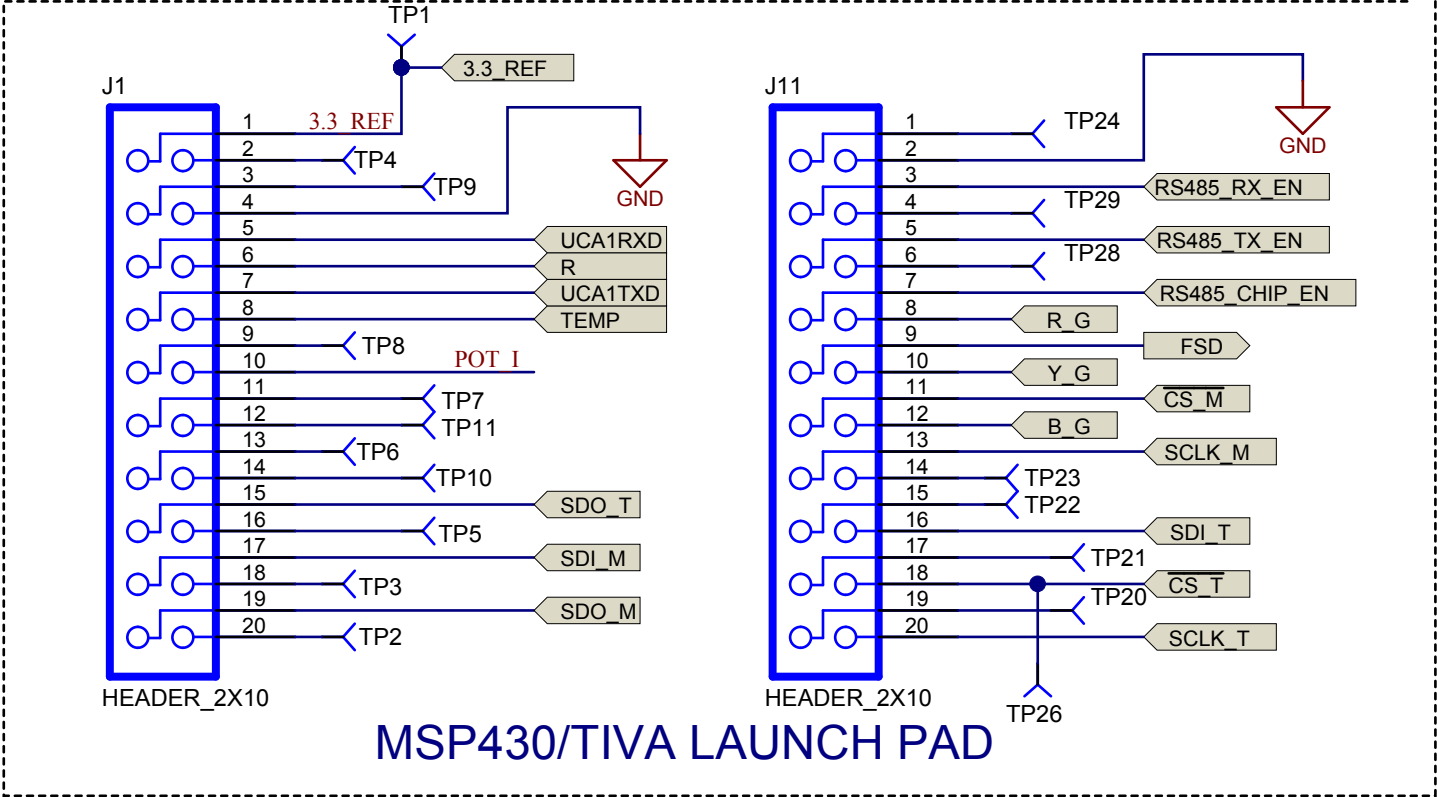 TP1
3.3_REF
J1
1 3.3_REF
2 TP4
3 TP9
4
GND
5 UCA1RXD
6 R
7 UCA1TXD
8 TEMP
9 TP8
10 POT_I
11 TP7
12 TP11
13 TP6
14 TP10
15 SDO_T
16 TP5
17 SDI_M
18 TP3
19 SDO_M
20 TP2
HEADER_2X10
J11
1 TP24
2
GND
3 RS485_RX_EN
4 TP29
5 RS485_TX_EN
6 TP28
7 RS485_CHIP_EN
8 R_G
9 FSD
10 Y_G
11 C̅S̅_̅M̅
12 B_G
13 SCLK_M
14 TP23
15 TP22
16 SDI_T
17 TP21
18 C̅S̅_̅T̅
19 TP20
20 SCLK_T
HEADER_2X10
TP26
MSP430/TIVA LAUNCH PAD